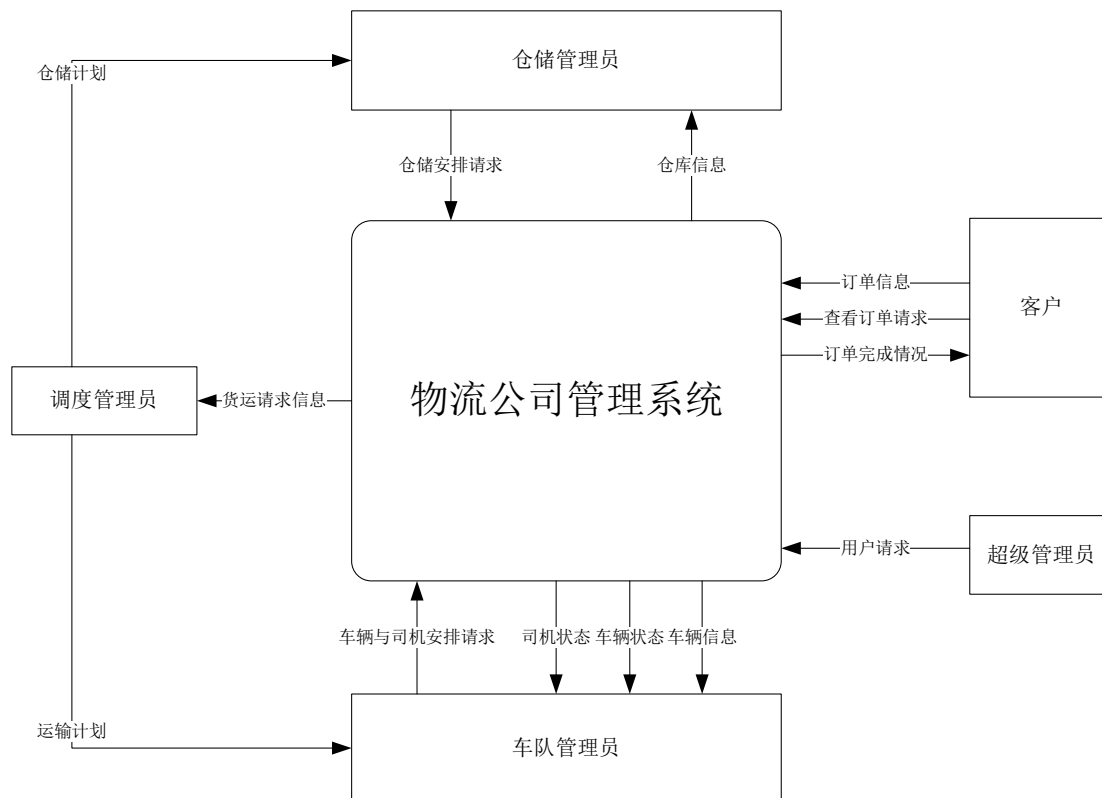 仓储管理员
仓储计划
仓储安排请求
仓库信息
订单信息
客户
查看订单请求
订单完成情况
调度管理员
货运请求信息
物流公司管理系统
用户请求
超级管理员
车辆与司机安排请求
司机状态
车辆状态
车辆信息
运输计划
车队管理员